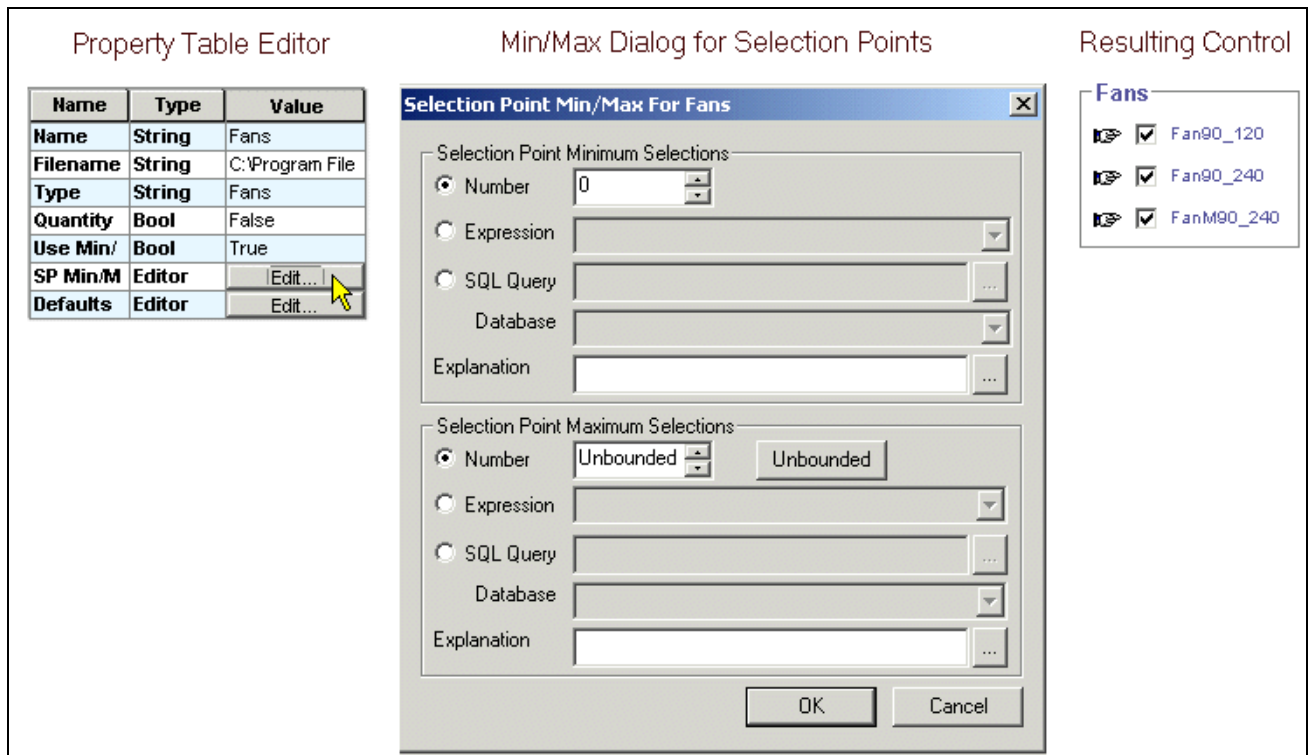 Property Table Editor
Min/Max Dialog for Selection Points
Resulting Control
Name Type Value
Name String Fans
Filename String C:\Program File
Type String Fans
Quantity Bool False
Use Min/ Bool True
SP Min/M Editor Edit...
Defaults Editor Edit...
Selection Point Min/Max For Fans
Selection Point Minimum Selections
Number 0
Expression
SQL Query ...
Database
Explanation ...
Selection Point Maximum Selections
Number Unbounded Unbounded
Expression
SQL Query ...
Database
Explanation ...
OK Cancel
Fans
Fan90_120
Fan90_240
FanM90_240